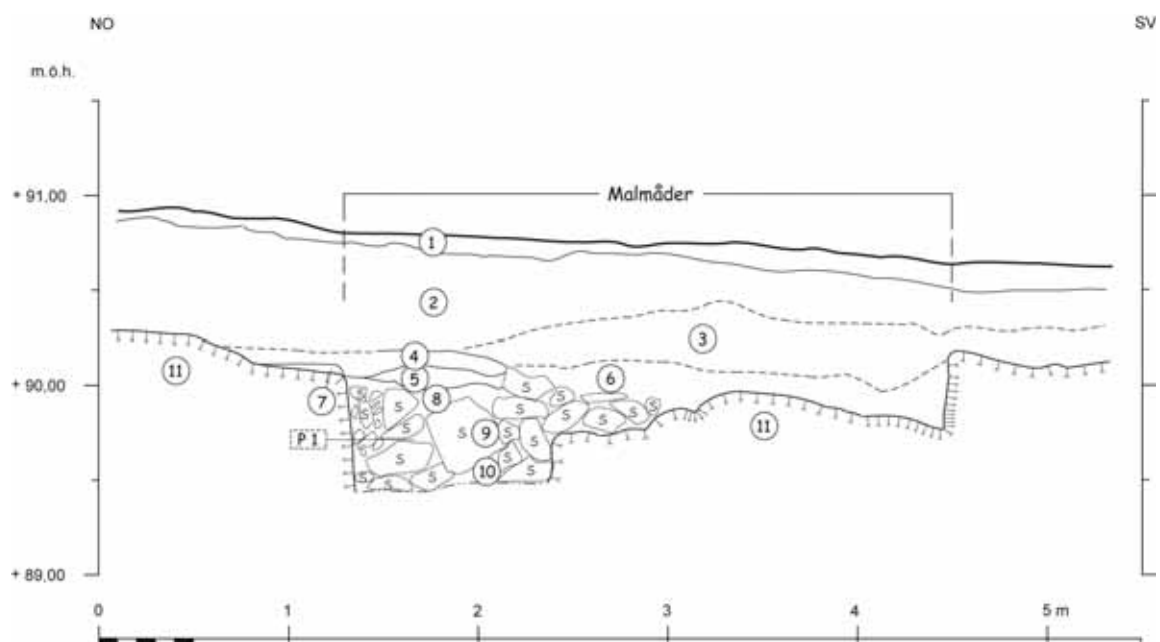 NO
SV
m.ö.h.
+ 91,00
Malmåder
1
2
3
4
5
6
11
+ 90,00
7
8
11
S S S S S S S S S
P 1
9
S S S S
10
S S S S S
+ 89,00
0 1 2 3 4 5 m